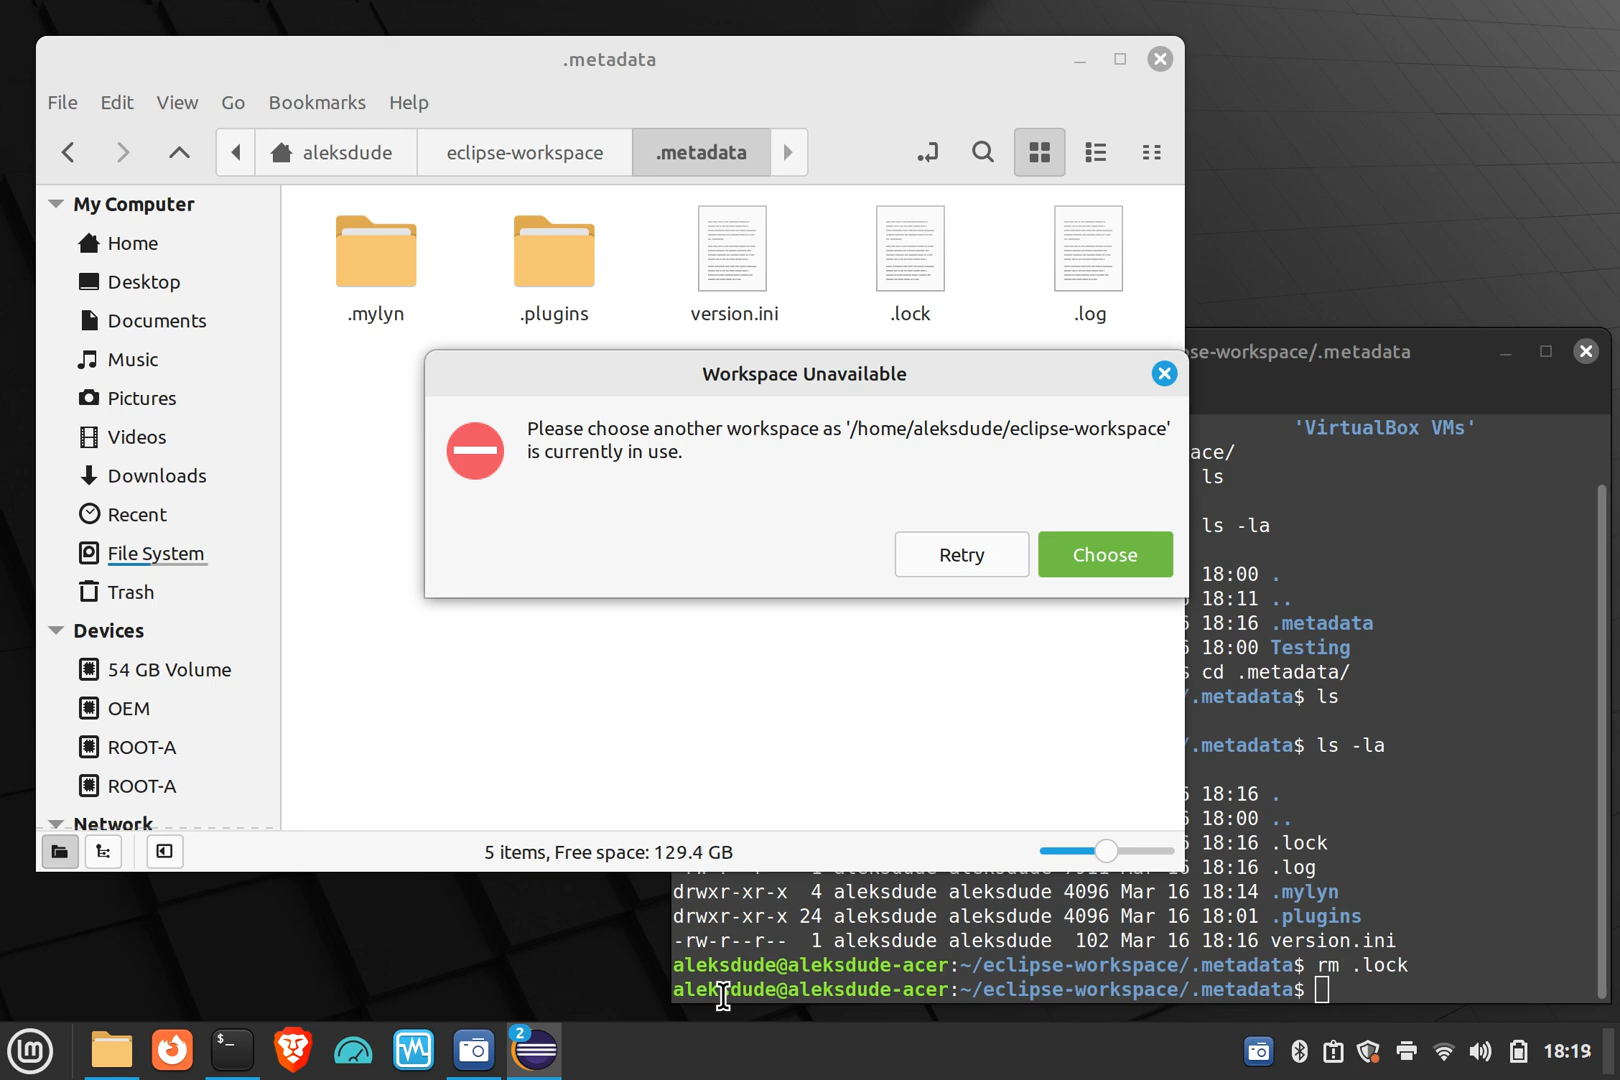 .metadata
File Edit View Go Bookmarks Help
aleksdude eclipse-workspace .metadata
My Computer
Home
Desktop
Documents
Music
Pictures
Videos
Downloads
Recent
File System
Trash
Devices
54 GB Volume
OEM
ROOT-A
ROOT-A
Network
.mylyn .plugins version.ini .lock .log
5 items, Free space: 129.4 GB
Workspace Unavailable
Please choose another workspace as '/home/aleksdude/eclipse-workspace'
is currently in use.
Retry Choose
se-workspace/.metadata
'VirtualBox VMs'
ace/
ls
ls -la
18:00 .
18:11 ..
18:16 .metadata
18:00 Testing
cd .metadata/
.metadata$ ls
.metadata$ ls -la
18:16 .
18:00 ..
18:16 .lock
18:16 .log
drwxr-xr-x 4 aleksdude aleksdude 4096 Mar 16 18:14 .mylyn
drwxr-xr-x 24 aleksdude aleksdude 4096 Mar 16 18:01 .plugins
-rw-r--r-- 1 aleksdude aleksdude 102 Mar 16 18:16 version.ini
aleksdude@aleksdude-acer:~/eclipse-workspace/.metadata$ rm .lock
aleksdude@aleksdude-acer:~/eclipse-workspace/.metadata$
$_
2
18:19